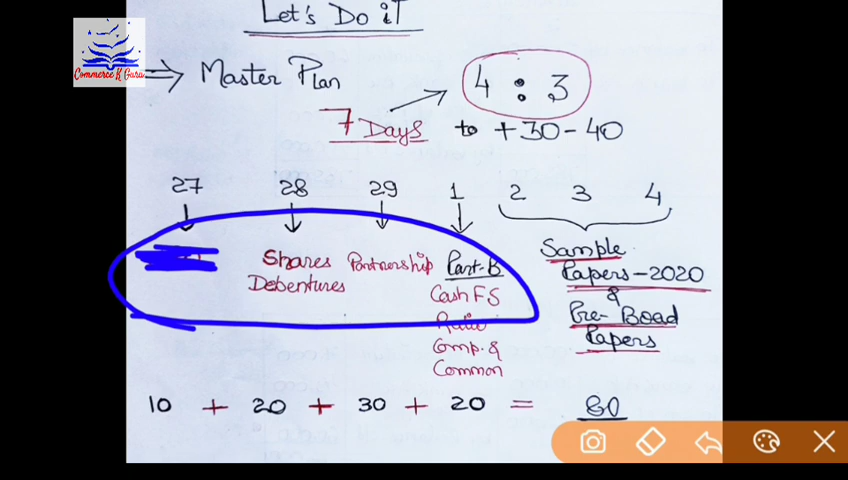 Let's Do iT
Commerce K Guru
⇒ Master Plan
4 : 3
7 Days to +30-40
27 28 29 1 2 3 4
Shares Partnership Part-B Sample
Debentures Cash FS Papers-2020
Ratio &
Comp. & Pre-Boad
Common Papers
10 + 20 + 30 + 20 = 80